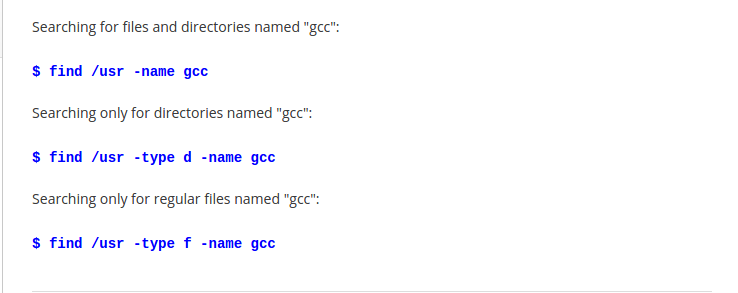 Searching for files and directories named "gcc":
$ find /usr -name gcc
Searching only for directories named "gcc":
$ find /usr -type d -name gcc
Searching only for regular files named "gcc":
$ find /usr -type f -name gcc